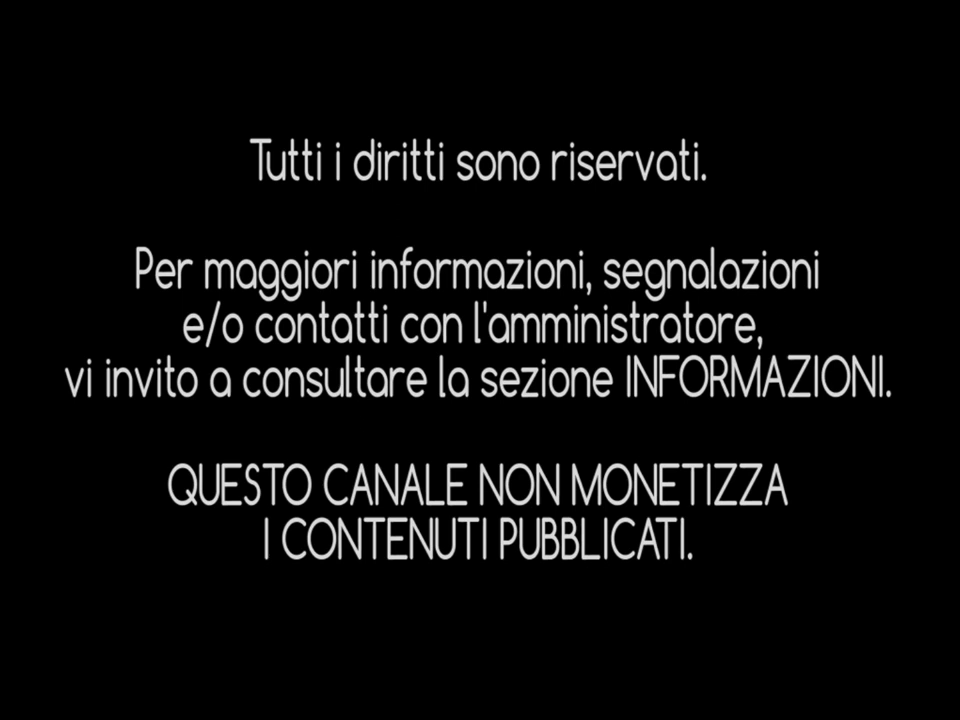 Tutti i diritti sono riservati.
Per maggiori informazioni, segnalazioni
e/o contatti con l'amministratore,
vi invito a consultare la sezione INFORMAZIONI.
QUESTO CANALE NON MONETIZZA
I CONTENUTI PUBBLICATI.